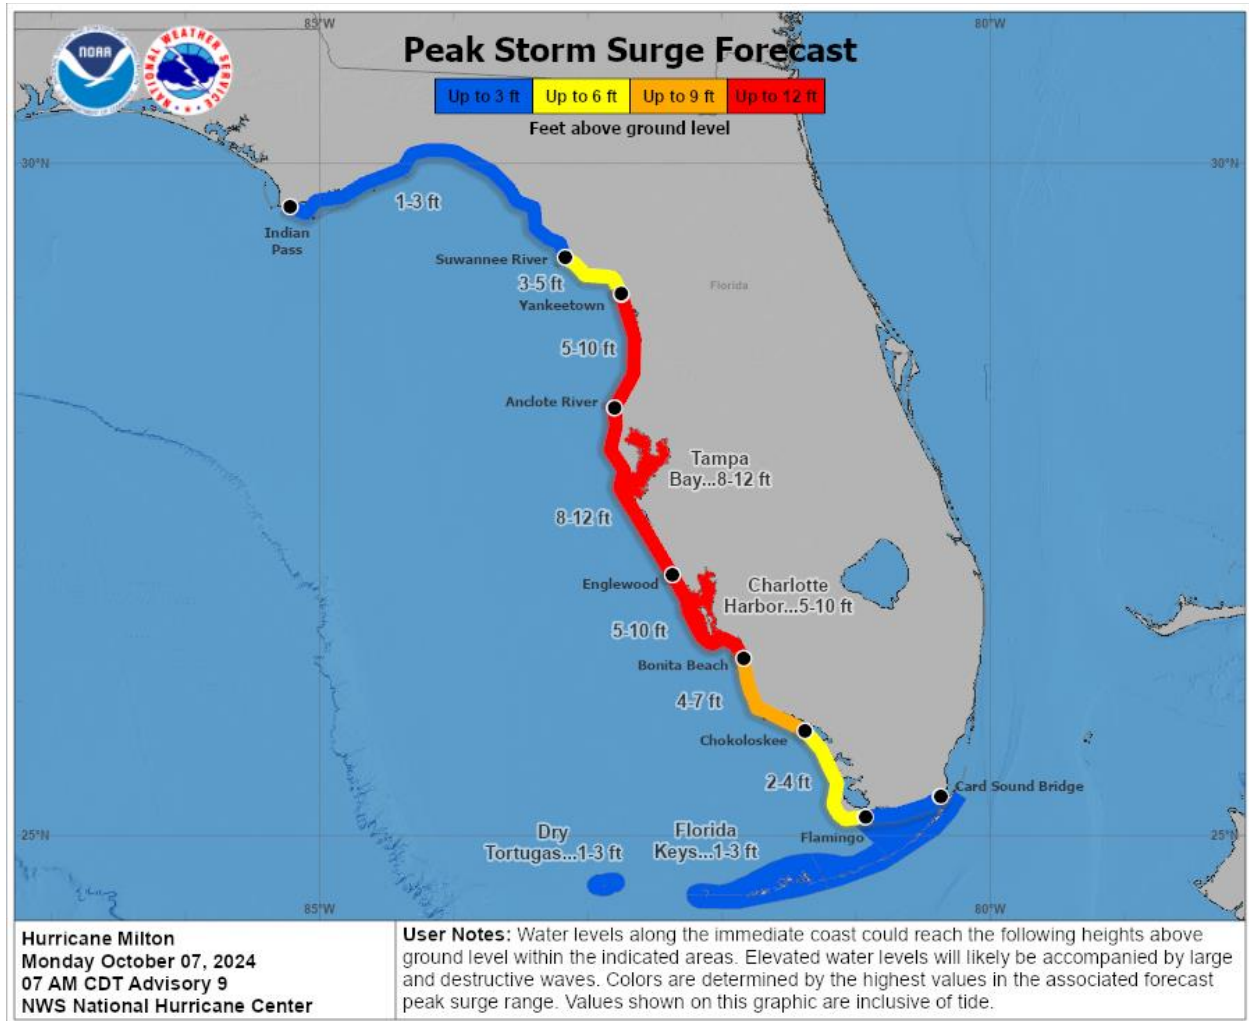 85°W
80°W
NOAA
NATIONAL WEATHER SERVICE
Peak Storm Surge Forecast
Up to 3 ft
Up to 6 ft
Up to 9 ft
Up to 12 ft
Feet above ground level
30°N
30°N
1-3 ft
Indian
Pass
Suwannee River
3-5 ft
Yankeetown
Florida
5-10 ft
Anclote River
Tampa
Bay...8-12 ft
8-12 ft
Englewood
Charlotte
Harbor...5-10 ft
5-10 ft
Bonita Beach
4-7 ft
Chokoloskee
2-4 ft
Card Sound Bridge
25°N
25°N
Flamingo
Dry
Tortugas...1-3 ft
Florida
Keys...1-3 ft
85°W
80°W
Hurricane Milton
Monday October 07, 2024
07 AM CDT Advisory 9
NWS National Hurricane Center
User Notes: Water levels along the immediate coast could reach the following heights above
ground level within the indicated areas. Elevated water levels will likely be accompanied by large
and destructive waves. Colors are determined by the highest values in the associated forecast
peak surge range. Values shown on this graphic are inclusive of tide.